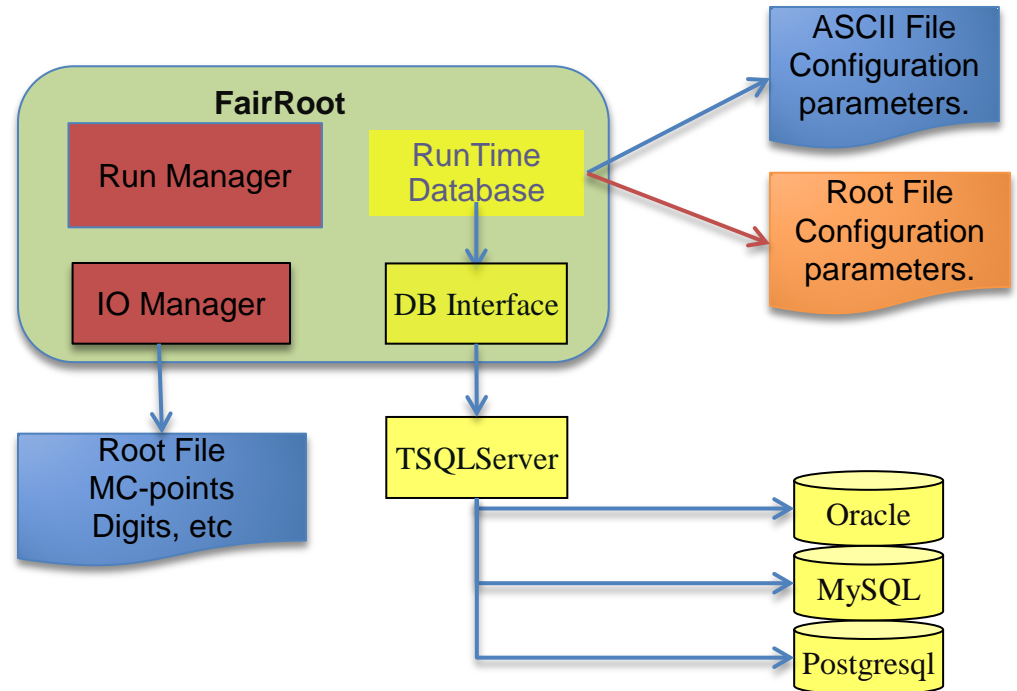 ASCII File
Configuration
parameters.
FairRoot
Run Manager
RunTime
Database
Root File
Configuration
parameters.
IO Manager
DB Interface
Root File
MC-points
Digits, etc
TSQLServer
Oracle
MySQL
Postgresql